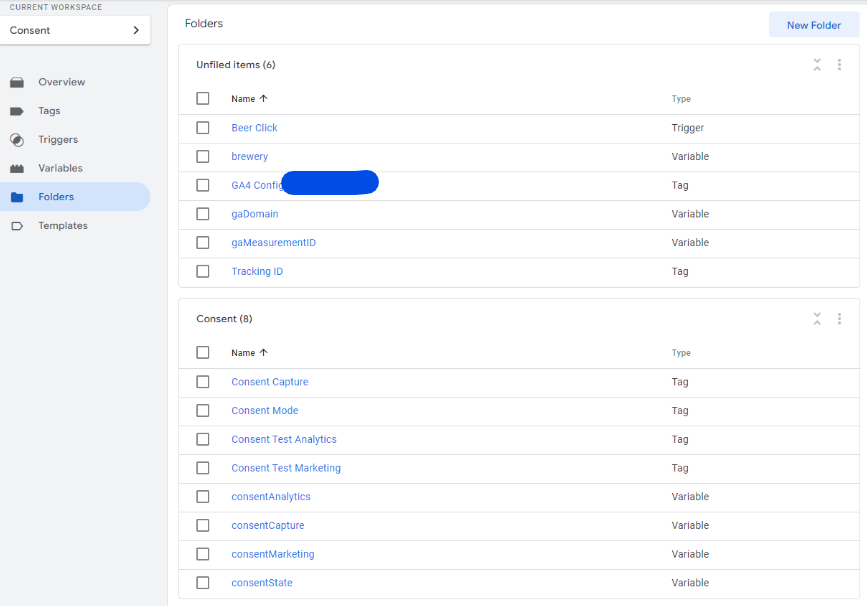 CURRENT WORKSPACE
Consent
Overview
Tags
Triggers
Variables
Folders
Templates
Folders
New Folder
Unfiled items (6)
Name Type
Beer Click Trigger
brewery Variable
GA4 Config Tag
gaDomain Variable
gaMeasurementID Variable
Tracking ID Tag
Consent (8)
Name Type
Consent Capture Tag
Consent Mode Tag
Consent Test Analytics Tag
Consent Test Marketing Tag
consentAnalytics Variable
consentCapture Variable
consentMarketing Variable
consentState Variable